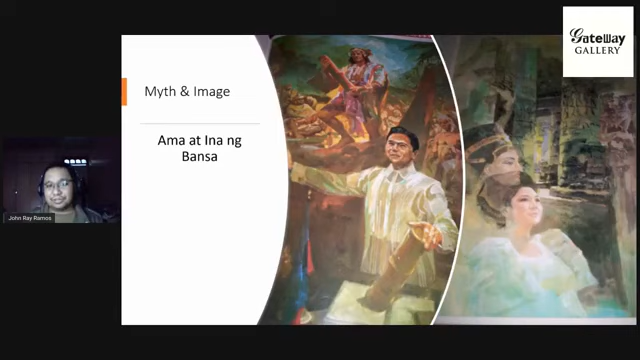 GateWay
GALLERY
Myth & Image
Ama at Ina ng
Bansa
John Ray Ramos